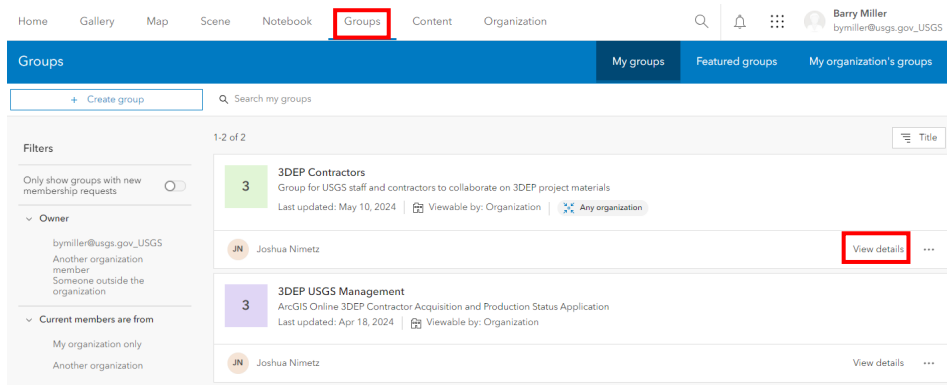 Home Gallery Map Scene Notebook Groups Content Organization
Barry Miller
bymiller@usgs.gov_USGS
Groups My groups Featured groups My organization's groups
+ Create group Search my groups
Filters
Only show groups with new
membership requests
Owner
bymiller@usgs.gov_USGS
Another organization
member
Someone outside the
organization
Current members are from
My organization only
Another organization
1-2 of 2 Title
3 3DEP Contractors
Group for USGS staff and contractors to collaborate on 3DEP project materials
Last updated: May 10, 2024 Viewable by: Organization Any organization
JN Joshua Nimetz View details ...
3 3DEP USGS Management
ArcGIS Online 3DEP Contractor Acquisition and Production Status Application
Last updated: Apr 18, 2024 Viewable by: Organization
JN Joshua Nimetz View details ...